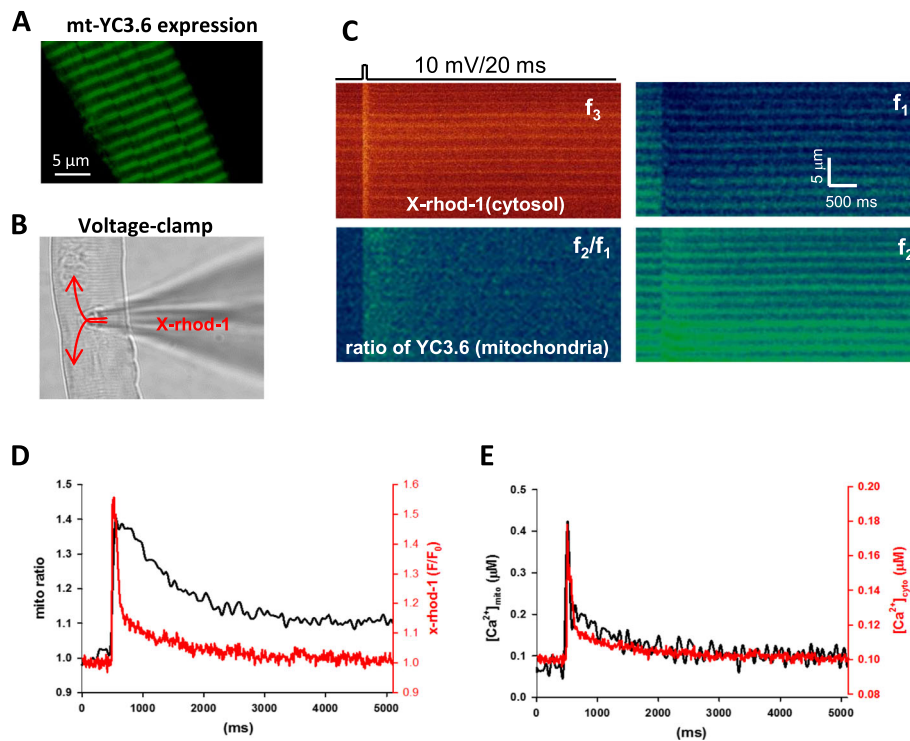 A
mt-YC3.6 expression
5 µm
B
Voltage-clamp
X-rhod-1
C
10 mV/20 ms
f3
X-rhod-1(cytosol)
f1
5 µm
500 ms
f2/f1
ratio of YC3.6 (mitochondria)
f2
D
mito ratio
1.5
1.4
1.3
1.2
1.1
1.0
0.9
0
1000
2000
3000
4000
5000
(ms)
1.6
1.5
1.4
1.3
1.2
1.1
1.0
0.9
x-rhod-1 (F/F0)
E
[Ca2+]mito (µM)
0.5
0.4
0.3
0.2
0.1
0.0
0
1000
2000
3000
4000
5000
(ms)
0.20
0.18
0.16
0.14
0.12
0.10
0.08
[Ca2+]cyto (µM)